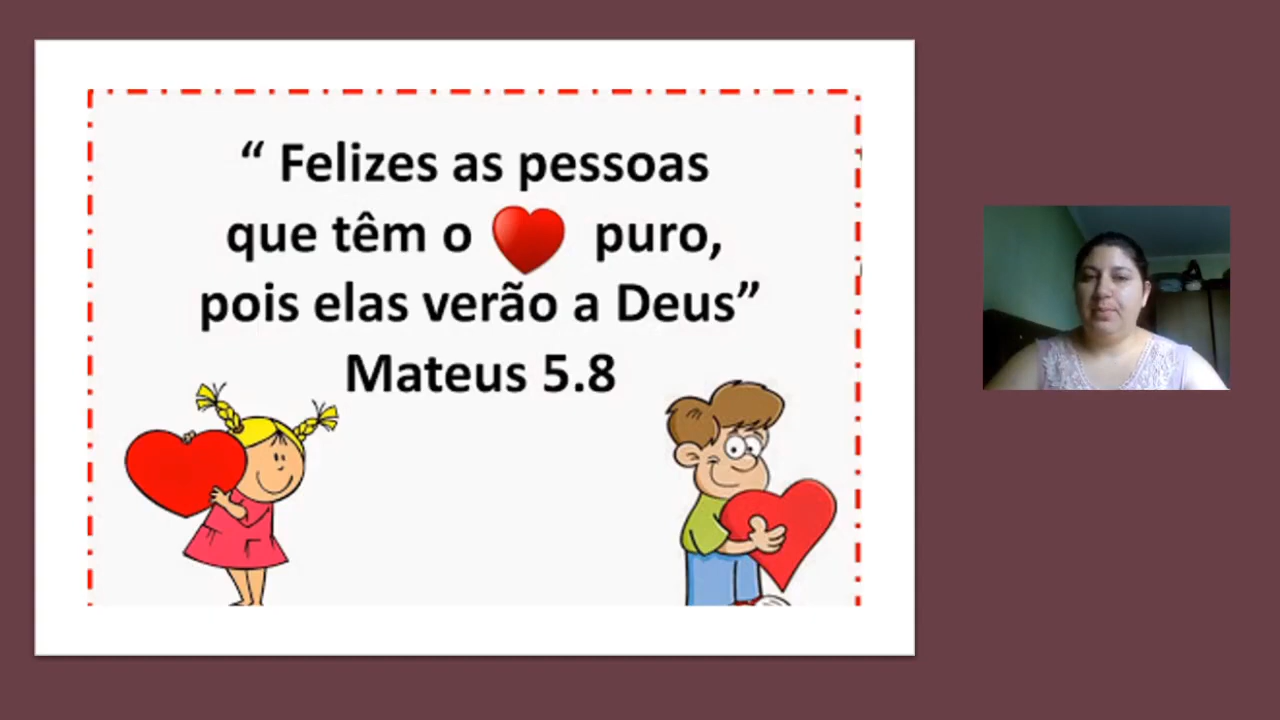 “ Felizes as pessoas
que têm o puro,
pois elas verão a Deus”
Mateus 5.8